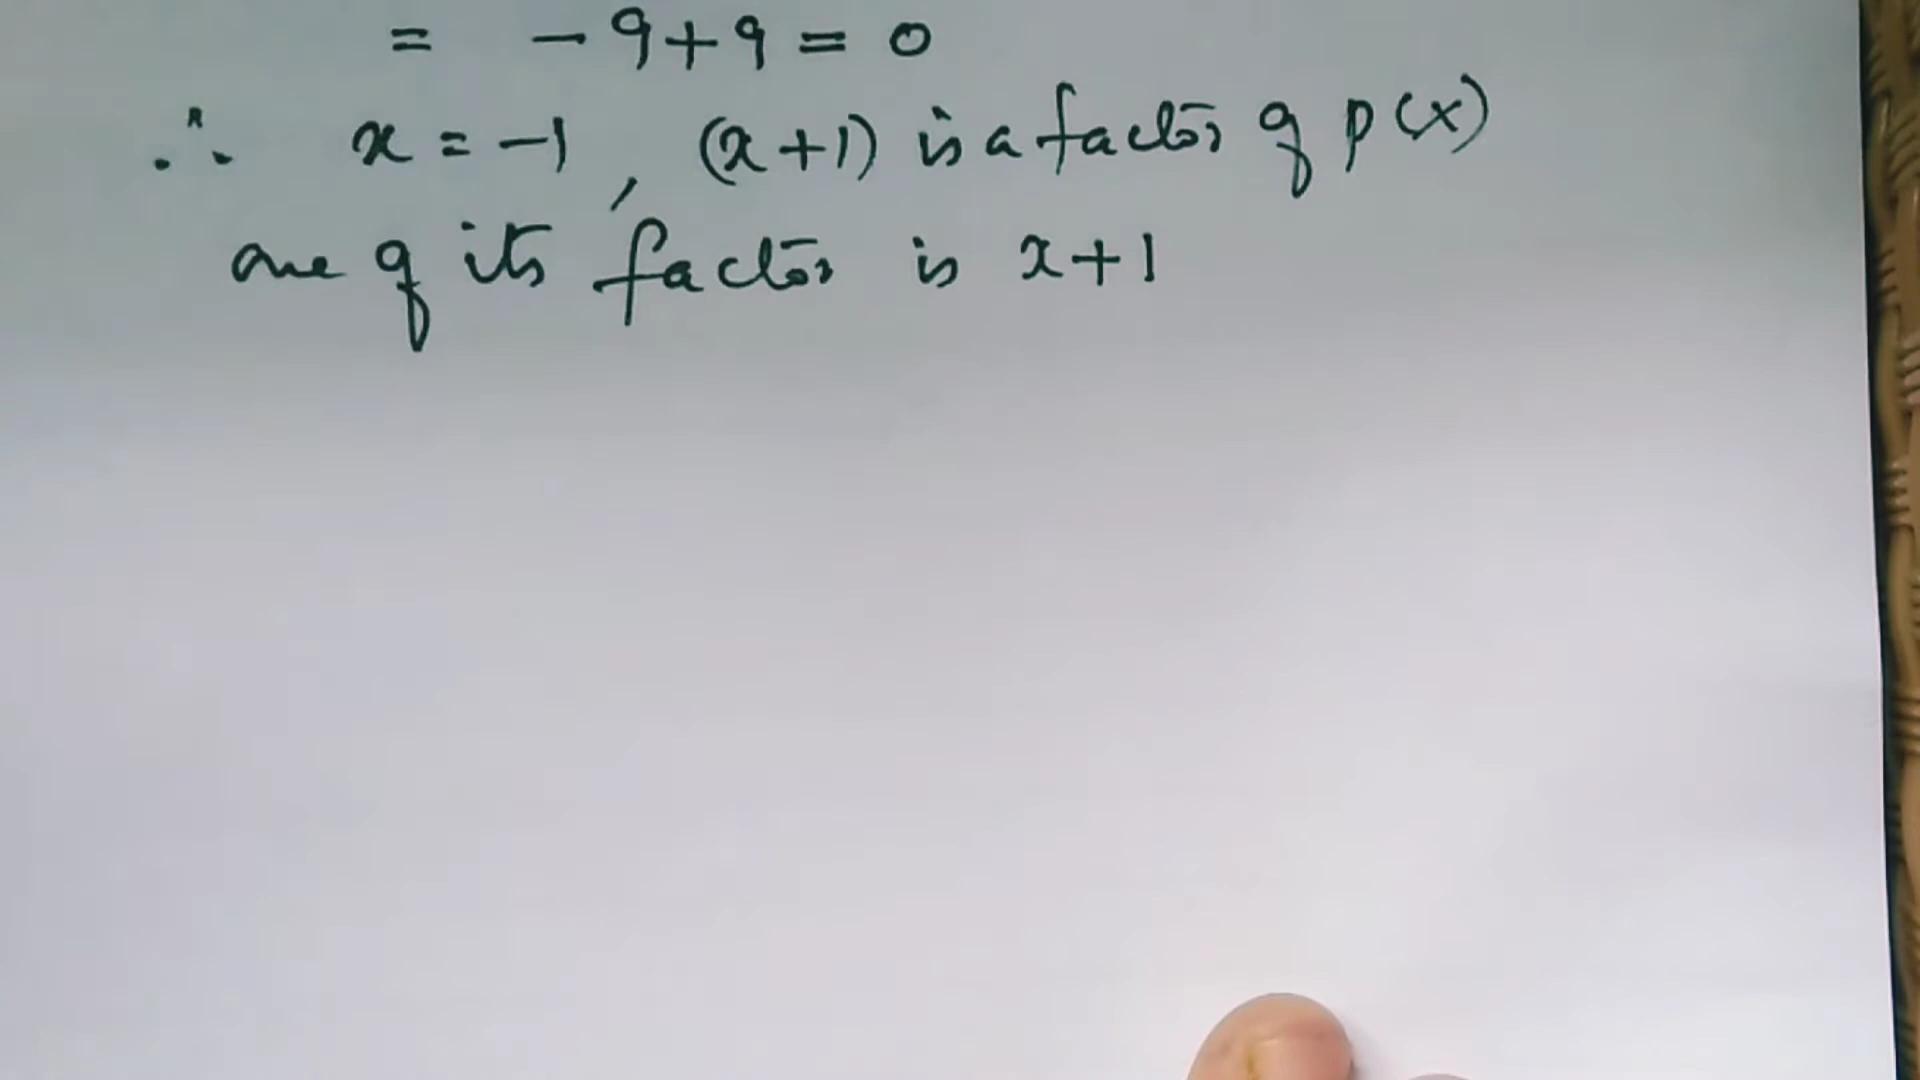 = -9+9 = 0
∴ x = -1, (x+1) is a factor of p(x)
one of its factor is x+1